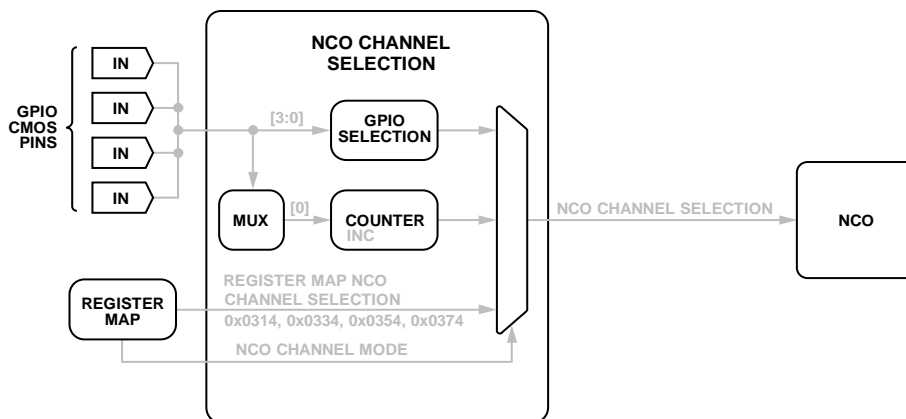 NCO CHANNEL
SELECTION
IN
IN
IN
IN
GPIO
CMOS
PINS
[3:0]
GPIO
SELECTION
MUX
[0]
COUNTER
INC
NCO CHANNEL SELECTION
NCO
REGISTER
MAP
REGISTER MAP NCO
CHANNEL SELECTION
0x0314, 0x0334, 0x0354, 0x0374
NCO CHANNEL MODE